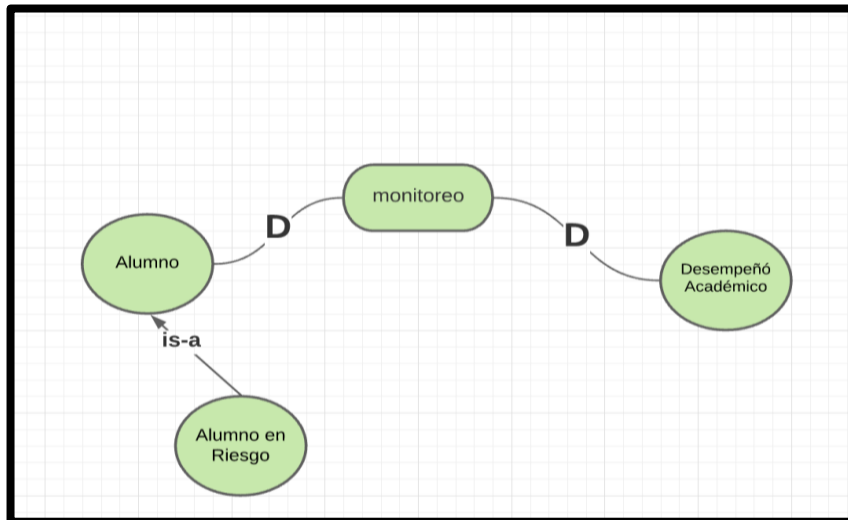 monitoreo
D
D
Alumno
Desempeñó
Académico
is-a
Alumno en
Riesgo